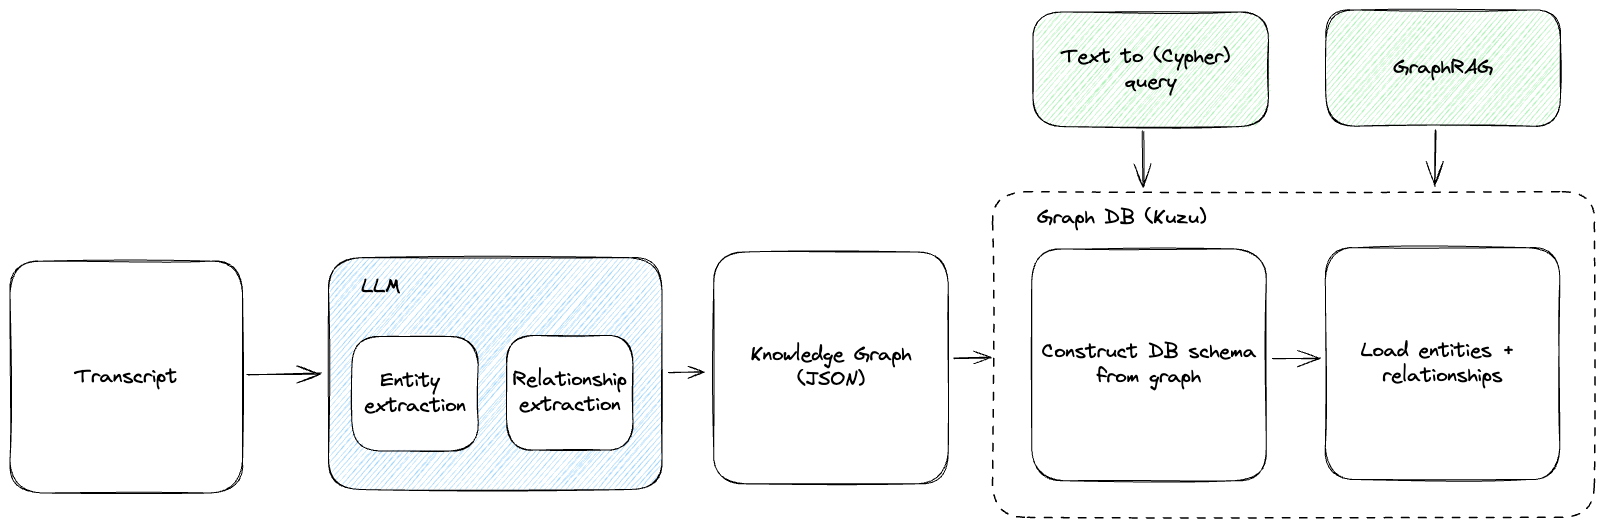 Text to (Cypher)
query
GraphRAG
Graph DB (Kuzu)
LLM
Transcript
Entity
extraction
Relationship
extraction
Knowledge Graph
(JSON)
Construct DB schema
from graph
Load entities +
relationships